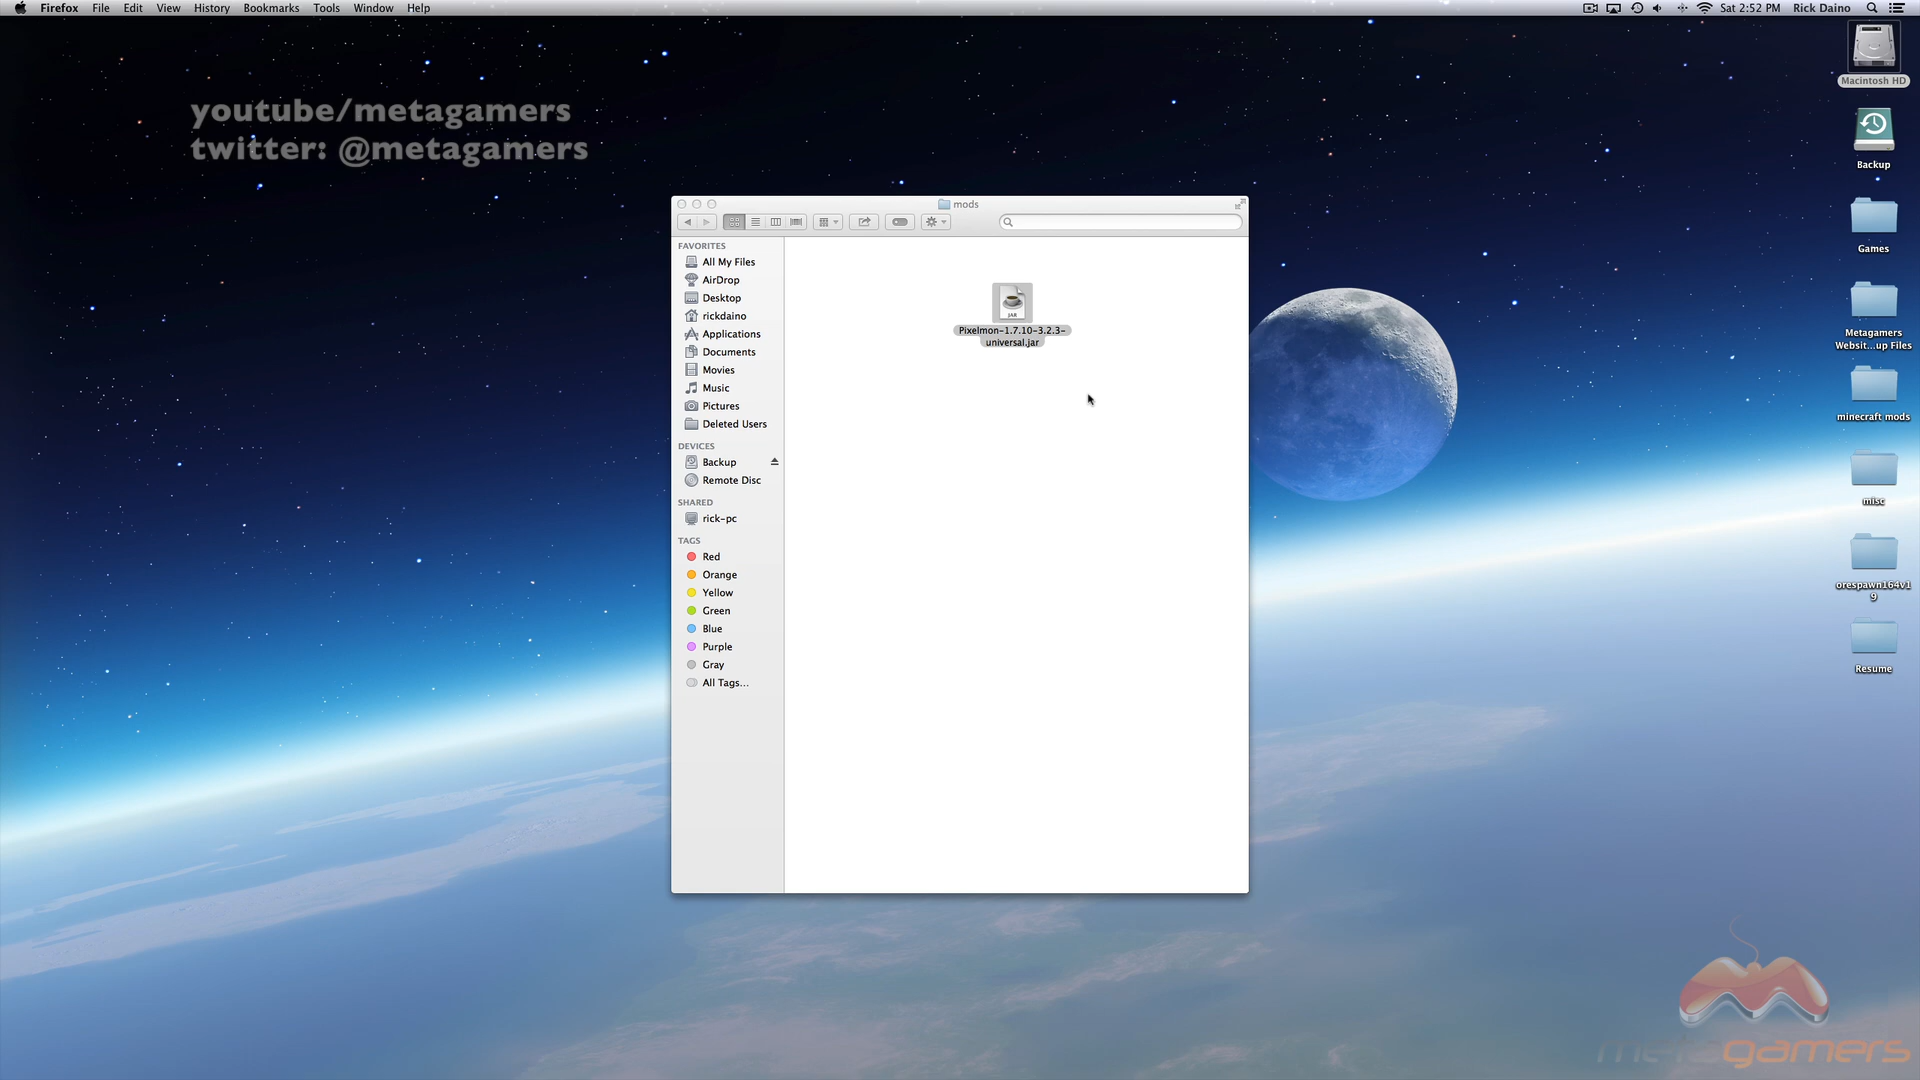 Firefox File Edit View History Bookmarks Tools Window Help
Sat 2:52 PM Rick Daino
youtube/metagamers
twitter: @metagamers
mods
FAVORITES
All My Files
AirDrop
Desktop
rickdaino
Applications
Documents
Movies
Music
Pictures
Deleted Users
DEVICES
Backup
Remote Disc
SHARED
rick-pc
TAGS
Red
Orange
Yellow
Green
Blue
Purple
Gray
All Tags...
JAR
Pixelmon-1.7.10-3.2.3-
universal.jar
Macintosh HD
Backup
Games
Metagamers
Websit...up Files
minecraft mods
misc
orespawn164v1
9
Resume
metagamers